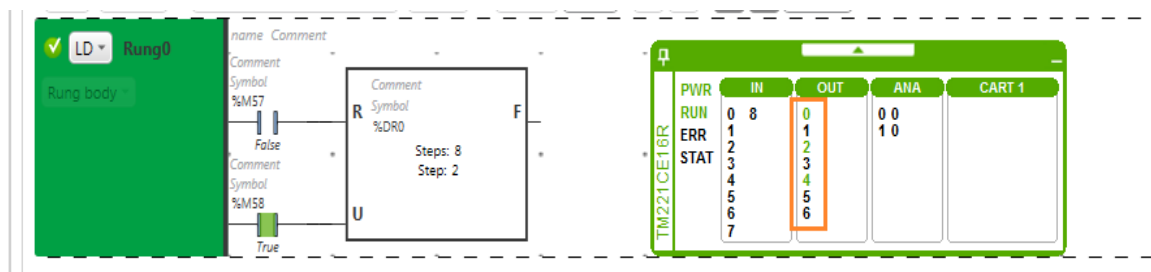 LD Rung0
Rung body
name Comment
Comment
Symbol
%M57
False
Comment
Symbol
%M58
True
Comment
R Symbol F
%DR0
Steps: 8
Step: 2
U
TM221CE16R
PWR
RUN
ERR
STAT
IN
0 8
1
2
3
4
5
6
7
OUT
0
1
2
3
4
5
6
ANA
0 0
1 0
CART 1